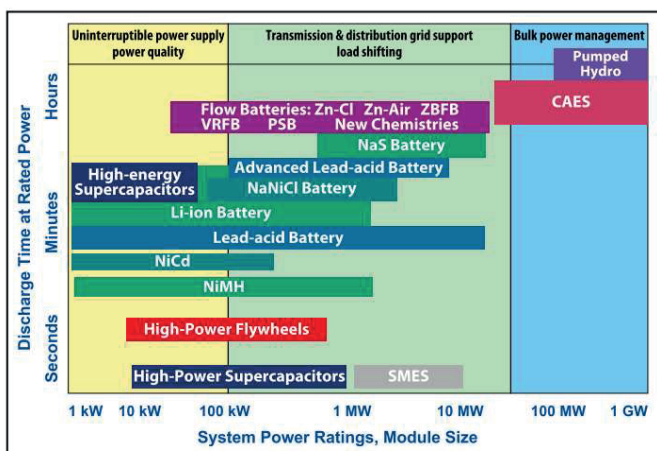 Uninterruptible power supply
power quality
Transmission & distribution grid support
load shifting
Bulk power management
Discharge Time at Rated Power
Hours
Minutes
Seconds
Pumped
Hydro
CAES
Flow Batteries: Zn-Cl Zn-Air ZBFB
VRFB PSB New Chemistries
NaS Battery
High-energy
Supercapacitors
Advanced Lead-acid Battery
NaNiCl Battery
Li-ion Battery
Lead-acid Battery
NiCd
NiMH
High-Power Flywheels
High-Power Supercapacitors
SMES
1 kW 10 kW 100 kW 1 MW 10 MW 100 MW 1 GW
System Power Ratings, Module Size